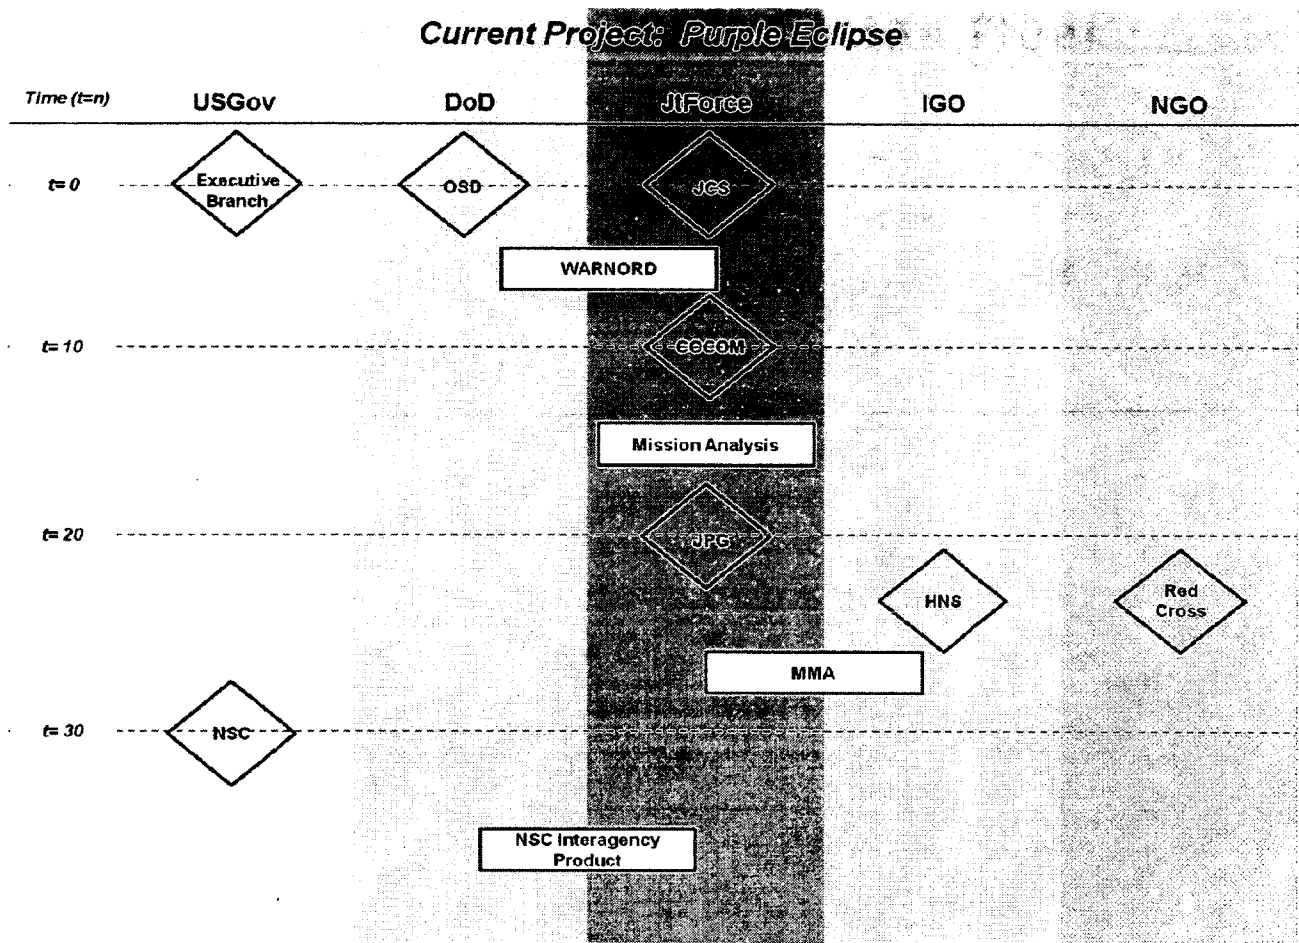 Current Project: Purple Eclipse
Time (t=n) USGov DoD JtForce IGO NGO
t= 0 Executive Branch OSD JCS
WARNORD
t= 10 COCOM
Mission Analysis
t= 20 JPG
HNS Red Cross
MMA
t= 30 NSC
NSC Interagency
Product